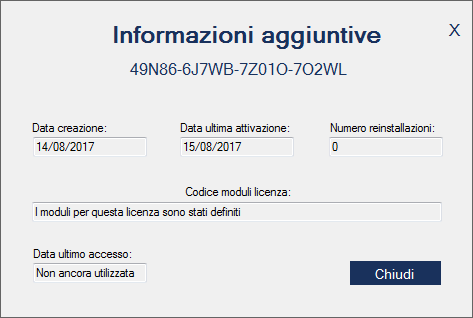 Informazioni aggiuntive
X
49N86-6J7WB-7Z01O-7O2WL
Data creazione:
Data ultima attivazione:
Numero reinstallazioni:
14/08/2017
15/08/2017
0
Codice moduli licenza:
I moduli per questa licenza sono stati definiti
Data ultimo accesso:
Non ancora utilizzata
Chiudi